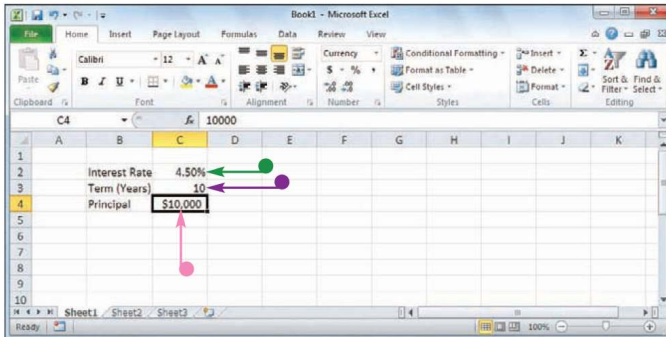 Book1 - Microsoft Excel
File Home Insert Page Layout Formulas Data Review View
Paste
Calibri 12 A A
B I U A
Currency
$ % ,
Conditional Formatting
Format as Table
Cell Styles
Insert
Delete
Format
Σ
Sort & Filter
Find & Select
Clipboard Font Alignment Number Styles Cells Editing
C4 fx 10000
A B C D E F G H I J K
1
2 Interest Rate 4.50%
3 Term (Years) 10
4 Principal $10,000
5
6
7
8
9
10
Sheet1 Sheet2 Sheet3
Ready 100%